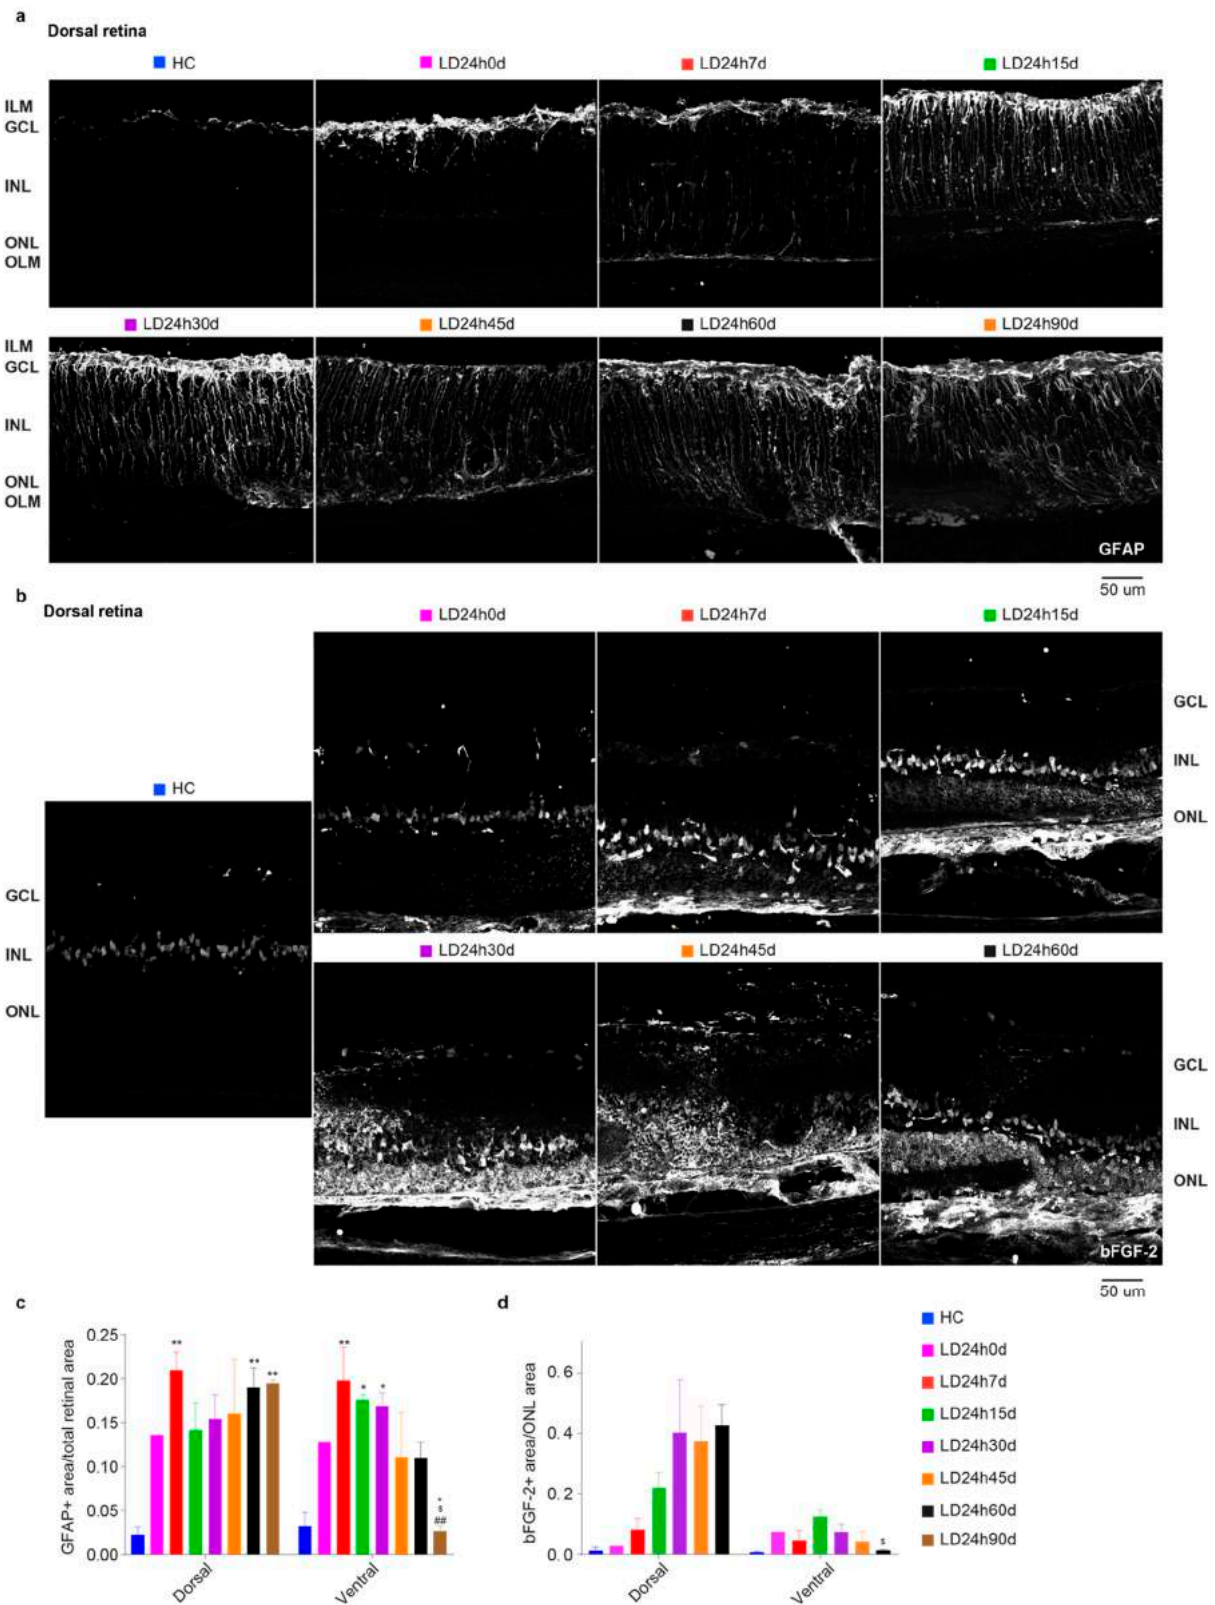 a
Dorsal retina
HC LD24h0d LD24h7d LD24h15d
ILM
GCL
INL
ONL
OLM
LD24h30d LD24h45d LD24h60d LD24h90d
ILM
GCL
INL
ONL
OLM
GFAP
50 um
b
Dorsal retina
LD24h0d LD24h7d LD24h15d
HC
GCL
INL
ONL
GCL
INL
ONL
LD24h30d LD24h45d LD24h60d
GCL
INL
ONL
bFGF-2
50 um
c
GFAP+ area/total retinal area
0.25
0.20
0.15
0.10
0.05
0.00
** ** ** ** * *
*
$
##
Dorsal Ventral
d
bFGF-2+ area/ONL area
0.6
0.4
0.2
0.0
$
Dorsal Ventral
HC
LD24h0d
LD24h7d
LD24h15d
LD24h30d
LD24h45d
LD24h60d
LD24h90d